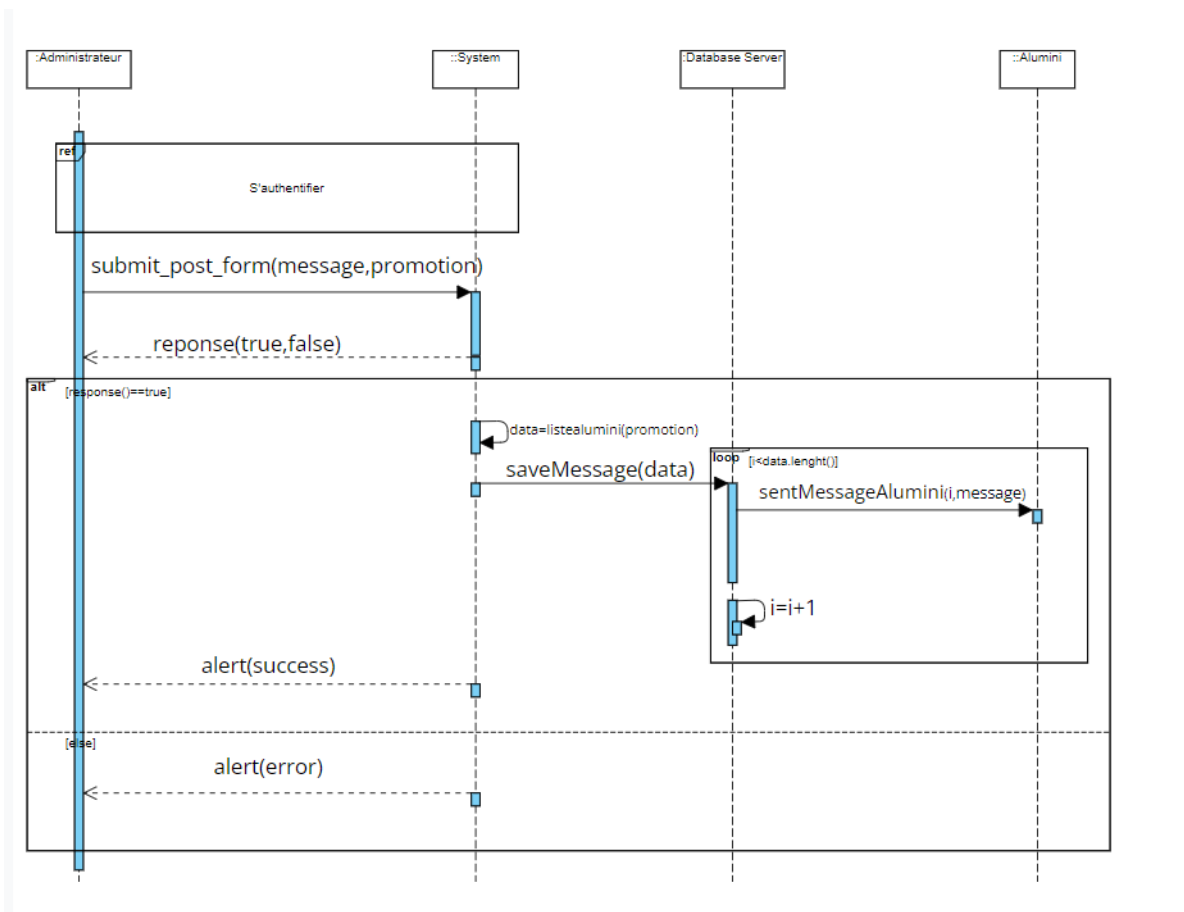 :Administrateur
::System
:Database Server
::Alumini
ref
S'authentifier
submit_post_form(message,promotion)
reponse(true,false)
alt
[response()==true]
data=listealumini(promotion)
loop
[i<data.lenght()]
saveMessage(data)
sentMessageAlumini(i,message)
i=i+1
alert(success)
[else]
alert(error)